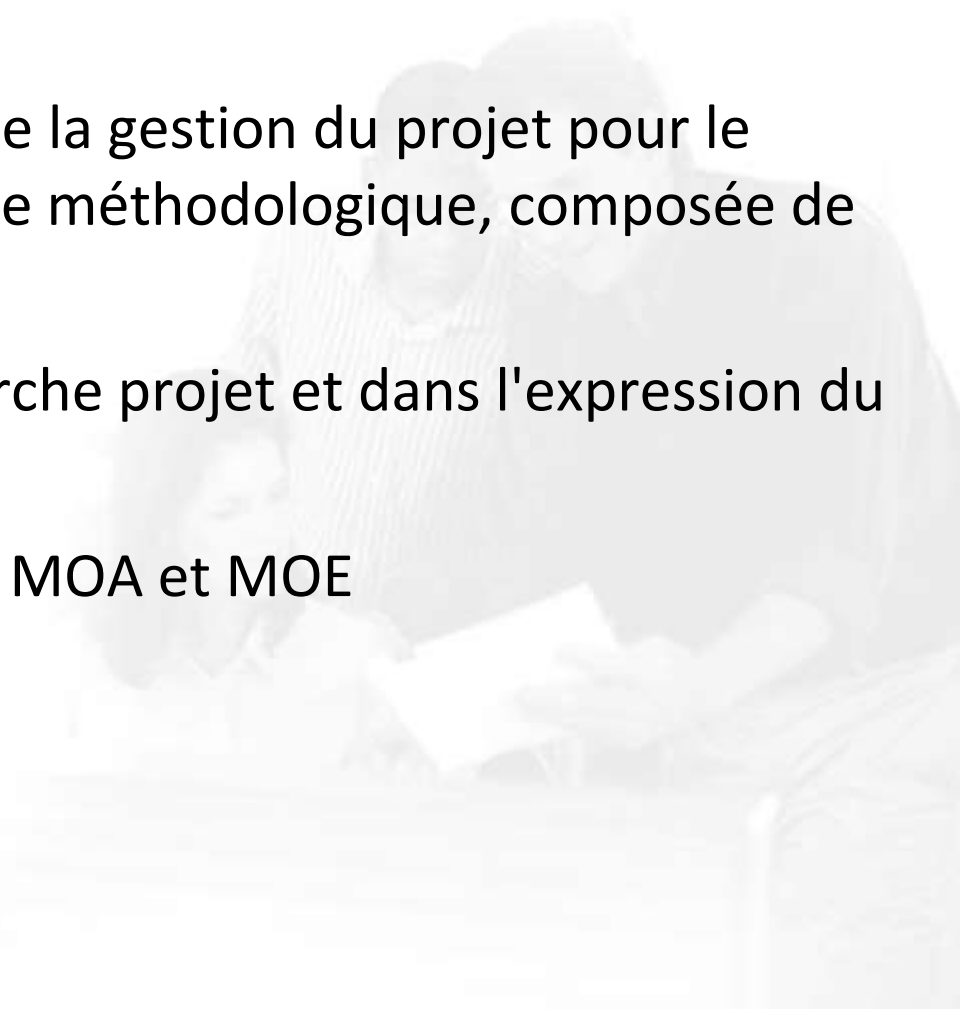 e la gestion du projet pour le
e méthodologique, composée de
rche projet et dans l'expression du
MOA et MOE